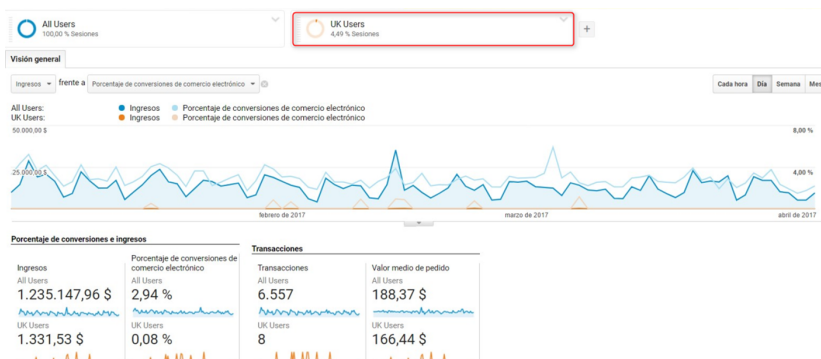 All Users
100,00 % Sesiones
UK Users
4,49 % Sesiones
+
Visión general
Ingresos frente a Porcentaje de conversiones de comercio electrónico
Cada hora Día Semana Mes
All Users: Ingresos Porcentaje de conversiones de comercio electrónico
UK Users: Ingresos Porcentaje de conversiones de comercio electrónico
50.000,00 $ 8,00 %
25.000,00 $ 4,00 %
febrero de 2017 marzo de 2017 abril de 2017
Porcentaje de conversiones e ingresos
Ingresos
All Users
1.235.147,96 $
UK Users
1.331,53 $
Porcentaje de conversiones de
comercio electrónico
All Users
2,94 %
UK Users
0,08 %
Transacciones
Transacciones
All Users
6.557
UK Users
8
Valor medio de pedido
All Users
188,37 $
UK Users
166,44 $